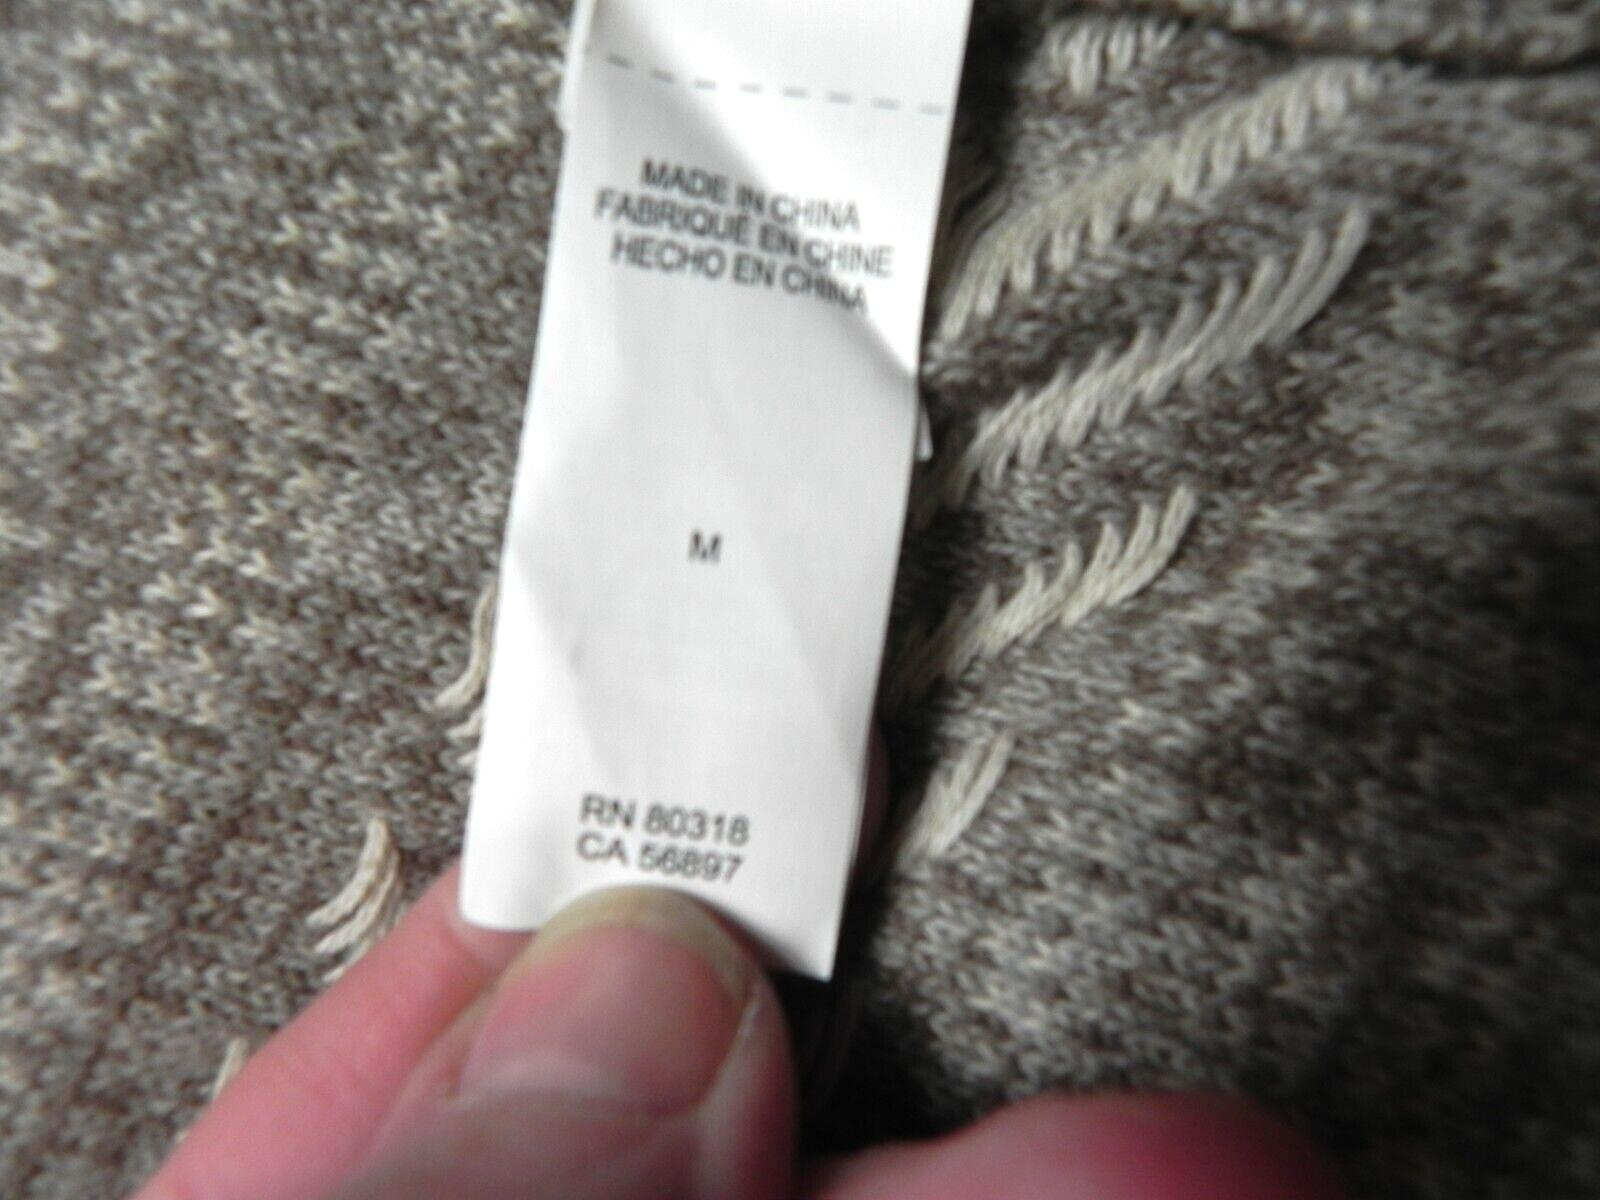 MADE IN CHINA
FABRIQUÉ EN CHINE
HECHO EN CHINA
M
RN 80318
CA 56897